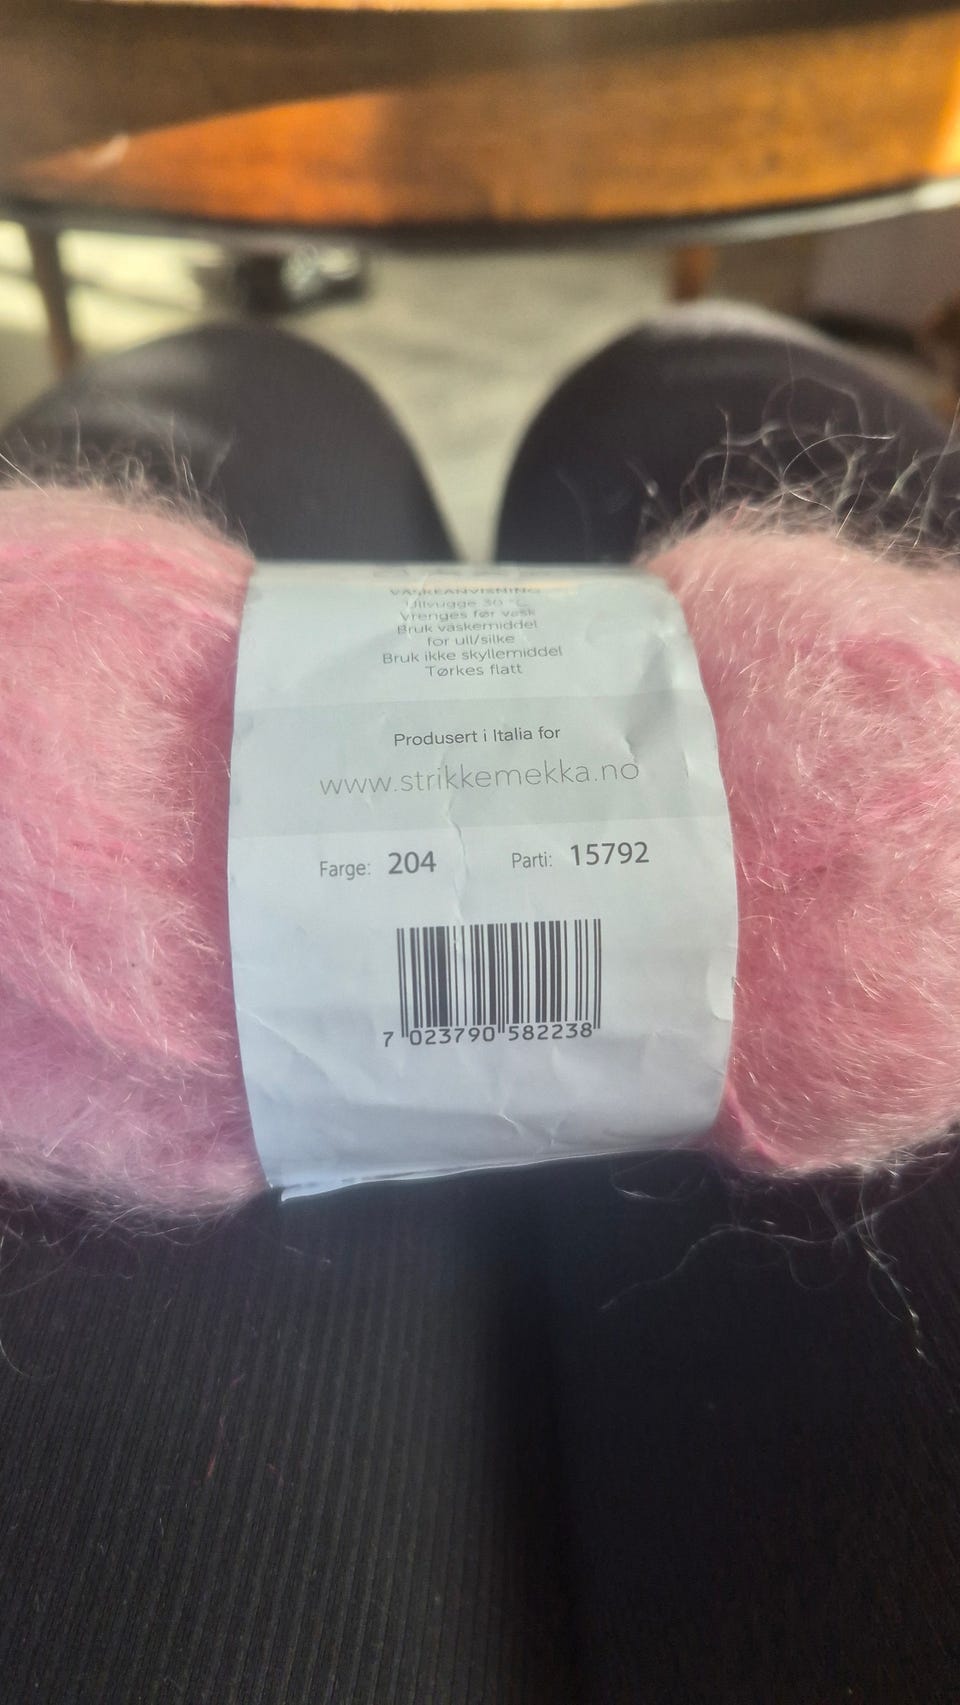 VASKEANVISNING
Ullvugge 30 °C
Vrenges før vask
Bruk vaskemiddel
for ull/silke
Bruk ikke skyllemiddel
Tørkes flatt
Produsert i Italia for
www.strikkemekka.no
Farge: 204 Parti: 15792
7 023790 582238